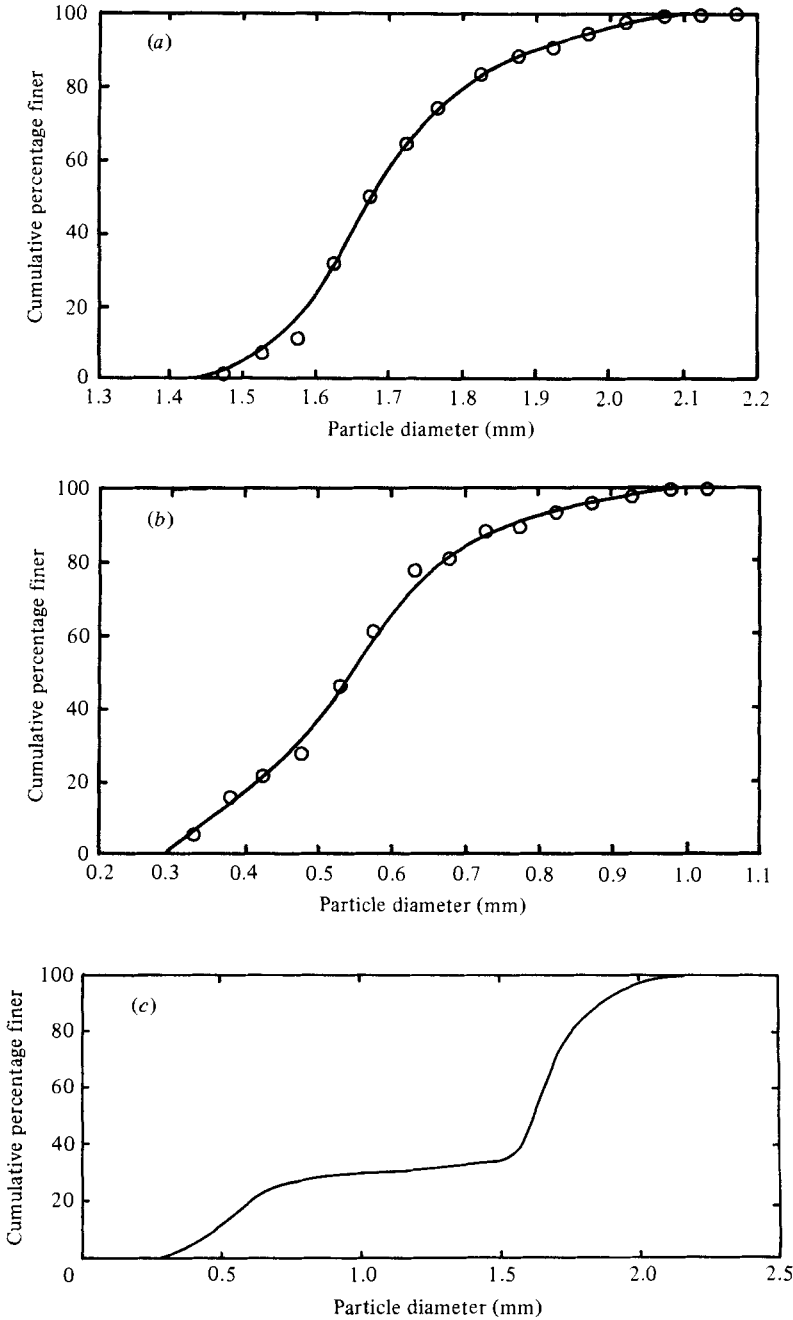 (a)
Cumulative percentage finer
100
80
60
40
20
0
1.3 1.4 1.5 1.6 1.7 1.8 1.9 2.0 2.1 2.2
Particle diameter (mm)
(b)
Cumulative percentage finer
100
80
60
40
20
0
0.2 0.3 0.4 0.5 0.6 0.7 0.8 0.9 1.0 1.1
Particle diameter (mm)
(c)
Cumulative percentage finer
100
80
60
40
20
0 0.5 1.0 1.5 2.0 2.5
Particle diameter (mm)